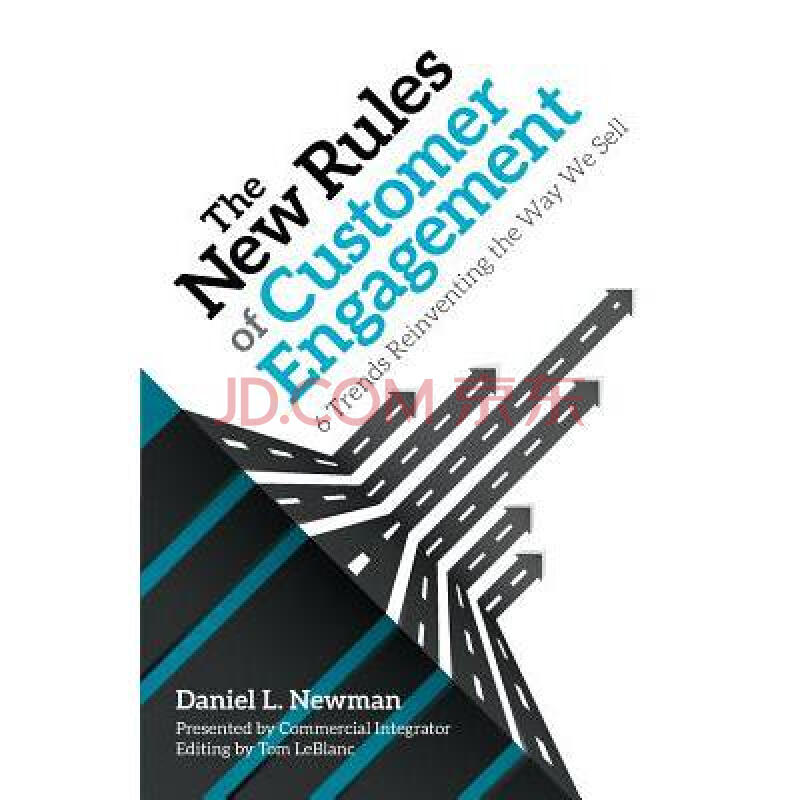 The
New Rules
of Customer
Engagement
6 Trends Reinventing the Way We Sell
JD.COM 京东
Daniel L. Newman
Presented by Commercial Integrator
Editing by Tom LeBlanc